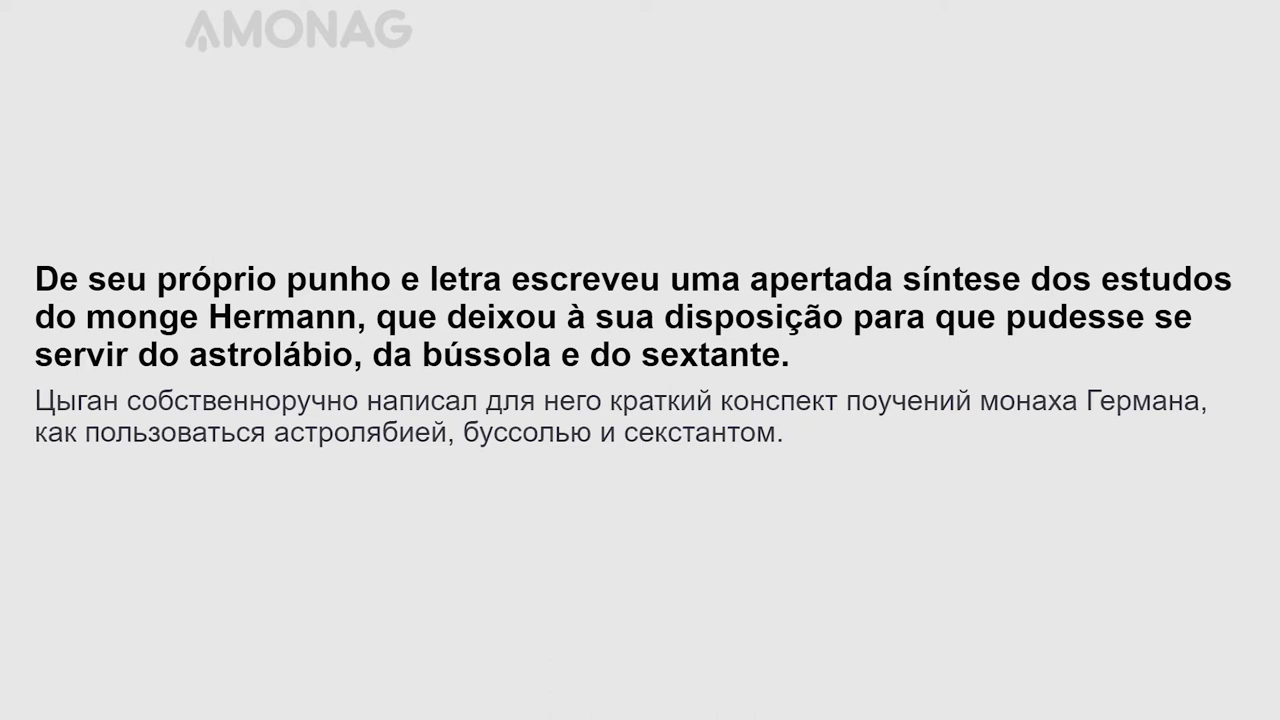 AMONAG
De seu próprio punho e letra escreveu uma apertada síntese dos estudos
do monge Hermann, que deixou à sua disposição para que pudesse se
servir do astrolábio, da bússola e do sextante.
Цыган собственноручно написал для него краткий конспект поучений монаха Германа,
как пользоваться астролябией, буссолью и секстантом.